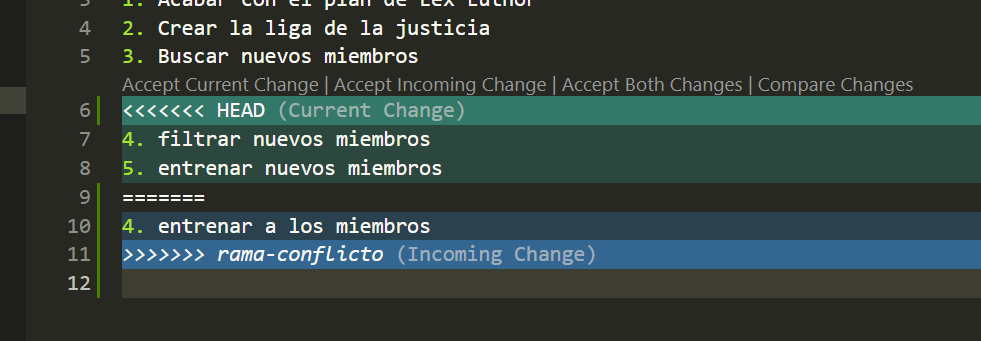 3 1. Acabar con el plan de Lex Luthor
4 2. Crear la liga de la justicia
5 3. Buscar nuevos miembros
Accept Current Change | Accept Incoming Change | Accept Both Changes | Compare Changes
6 <<<<<<< HEAD (Current Change)
7 4. filtrar nuevos miembros
8 5. entrenar nuevos miembros
9 =======
10 4. entrenar a los miembros
11 >>>>>>> rama-conflicto (Incoming Change)
12